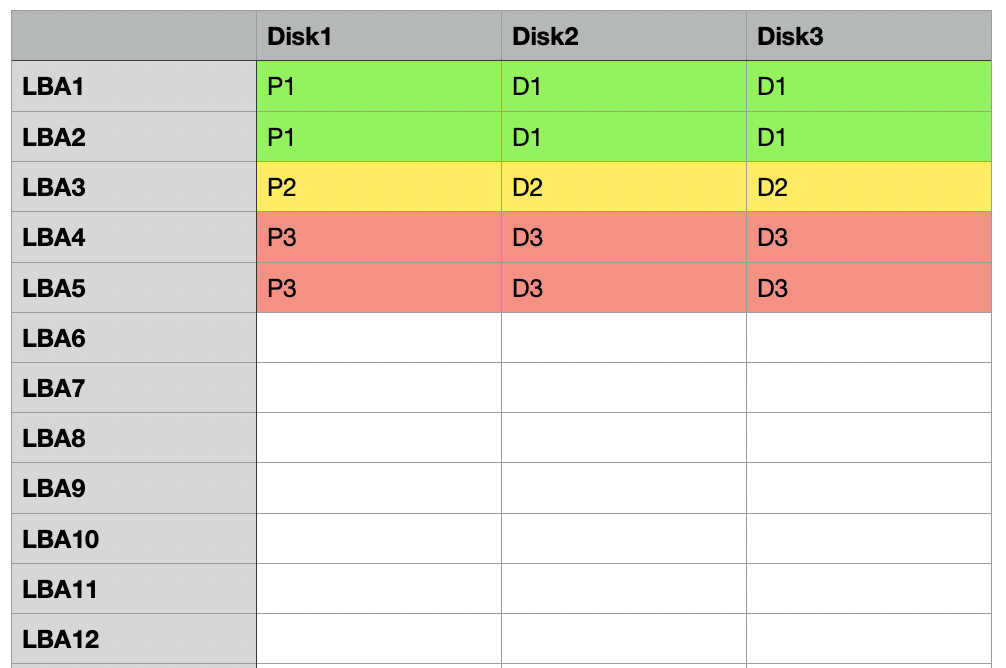 Disk1 Disk2 Disk3
LBA1 P1 D1 D1
LBA2 P1 D1 D1
LBA3 P2 D2 D2
LBA4 P3 D3 D3
LBA5 P3 D3 D3
LBA6
LBA7
LBA8
LBA9
LBA10
LBA11
LBA12